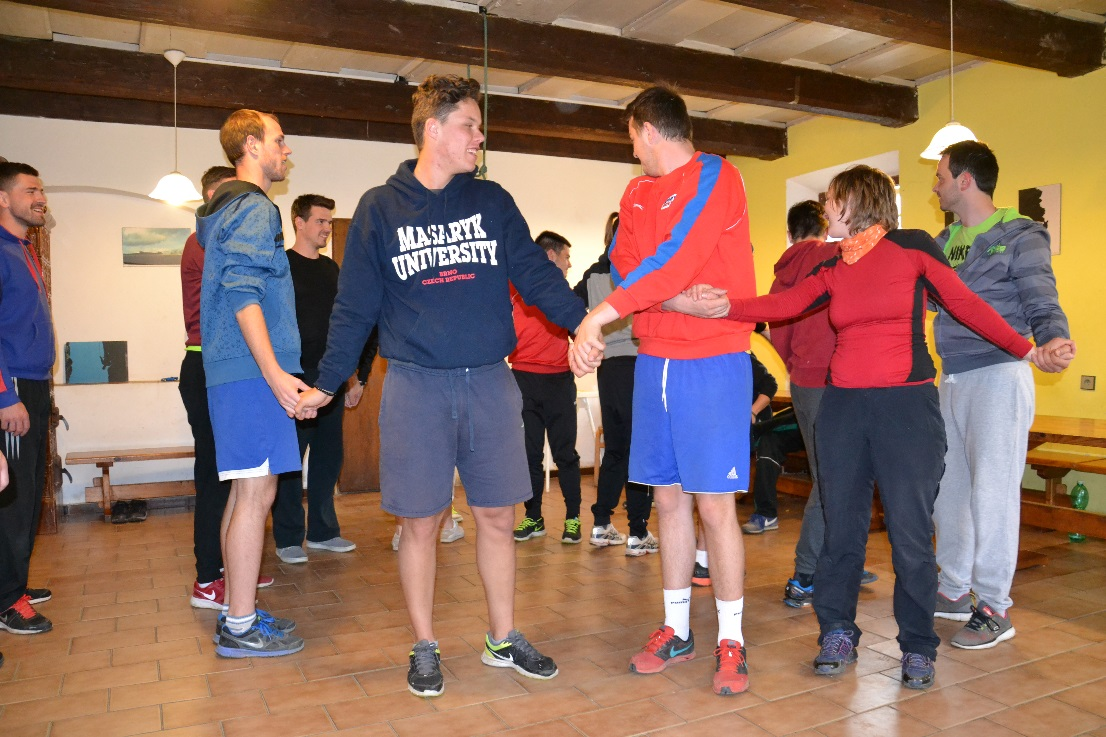 MASARYK
UNIVERSITY
BRNO
CZECH REPUBLIC
NIKE